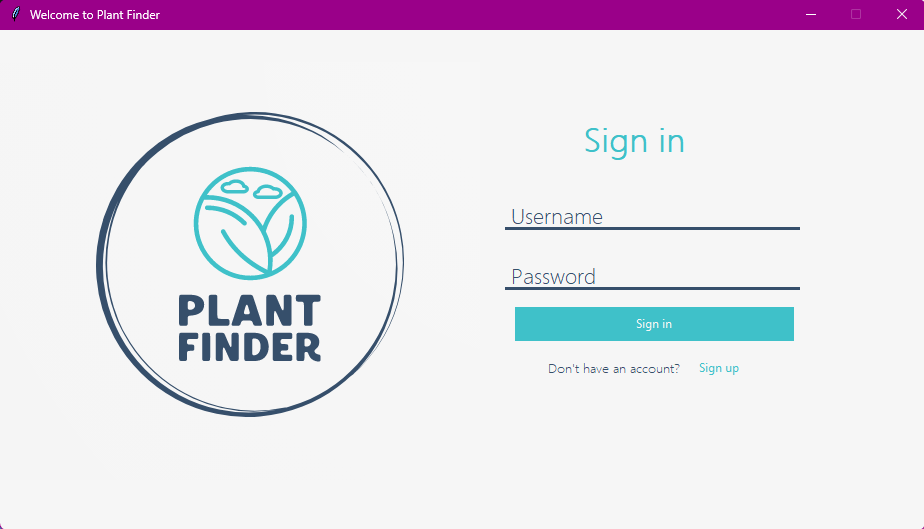 Welcome to Plant Finder
PLANT
FINDER
Sign in
Username
Password
Sign in
Don't have an account? Sign up